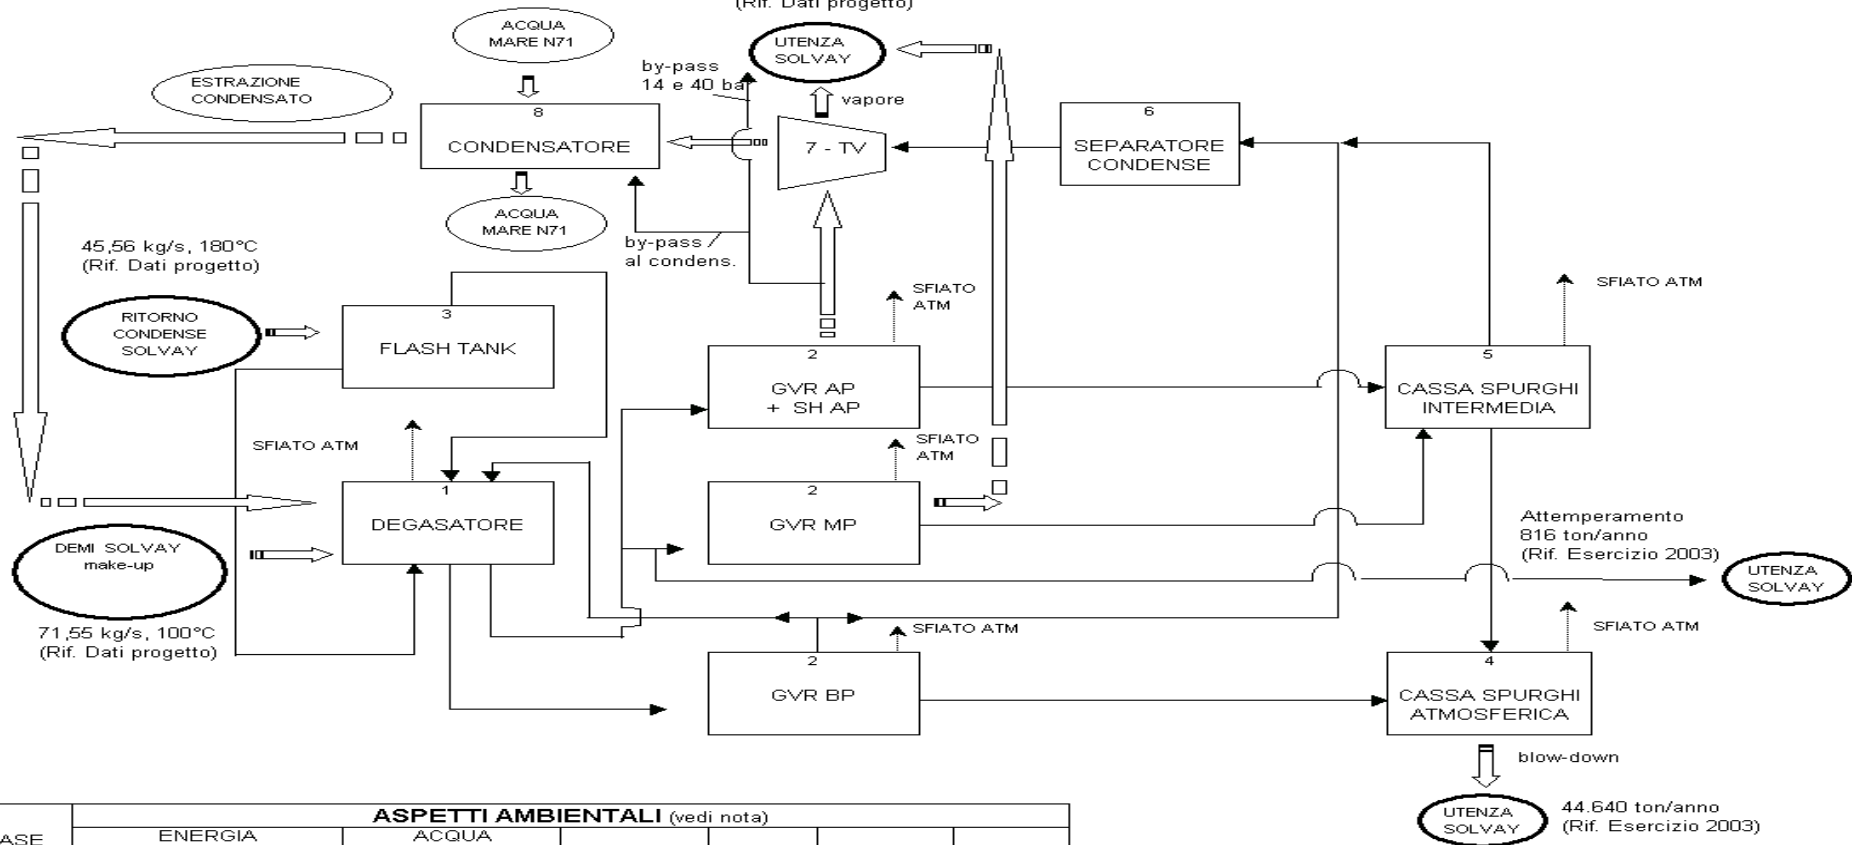 (Rif. Dati progetto)
ACQUA
MARE N71
UTENZA
SOLVAY
by-pass
14 e 40 ba
ESTRAZIONE
CONDENSATO
vapore
8
CONDENSATORE
7 - TV
6
SEPARATORE
CONDENSE
ACQUA
MARE N71
by-pass
al condens.
45,56 kg/s, 180°C
(Rif. Dati progetto)
SFIATO
ATM
SFIATO ATM
RITORNO
CONDENSE
SOLVAY
3
FLASH TANK
2
GVR AP
+ SH AP
5
CASSA SPURGHI
INTERMEDIA
SFIATO ATM
SFIATO
ATM
1
DEGASATORE
2
GVR MP
Attemperamento
816 ton/anno
(Rif. Esercizio 2003)
DEMI SOLVAY
make-up
UTENZA
SOLVAY
71,55 kg/s, 100°C
(Rif. Dati progetto)
SFIATO ATM
SFIATO ATM
2
GVR BP
4
CASSA SPURGHI
ATMOSFERICA
blow-down
UTENZA
SOLVAY
44.640 ton/anno
(Rif. Esercizio 2003)
ASPETTI AMBIENTALI (vedi nota)
ASE
ENERGIA
ACQUA